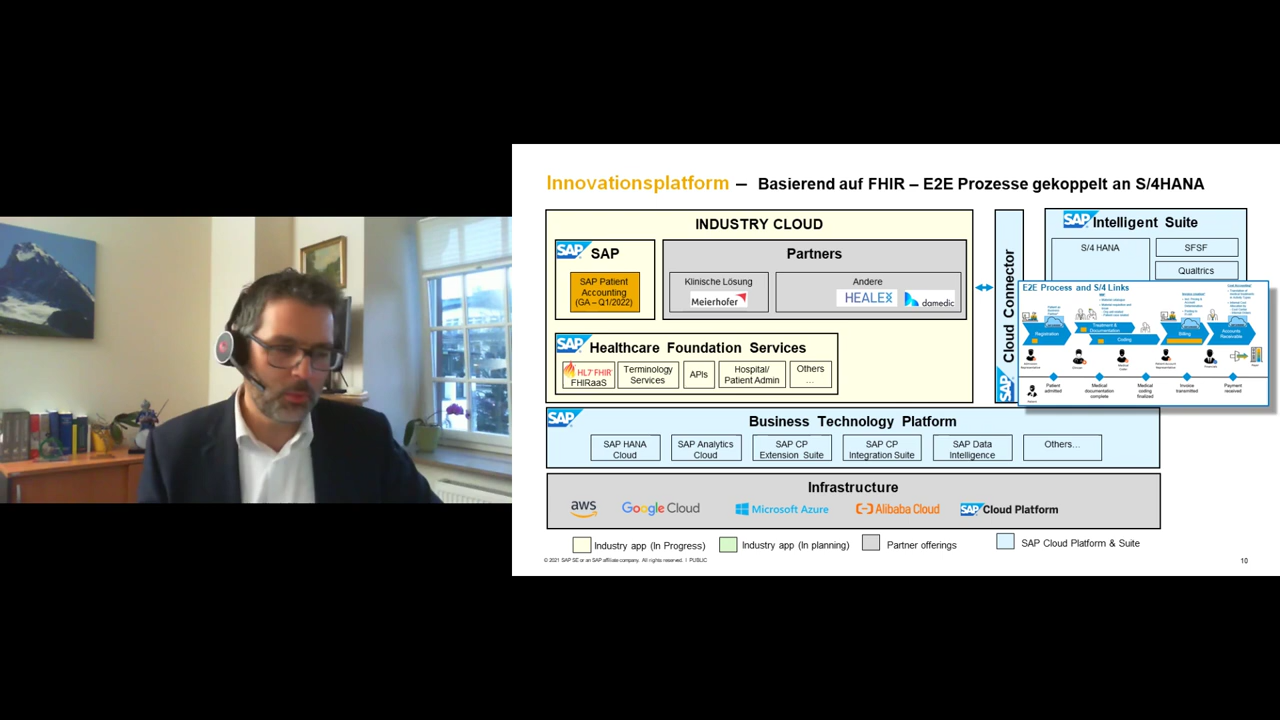 Innovationsplatform – Basierend auf FHIR – E2E Prozesse gekoppelt an S/4HANA
INDUSTRY CLOUD
SAP SAP
SAP Patient
Accounting
(GA – Q1/2022)
Partners
Klinische Lösung
Meierhofer
Andere
HEALEX
damedic
SAP Healthcare Foundation Services
HL7 FHIR
FHIRaaS
Terminology
Services
APIs
Hospital/
Patient Admin
Others
...
Cloud Connector
SAP
SAP Intelligent Suite
S/4 HANA
SFSF
Qualtrics
E2E Process and S/4 Links
Registration
Treatment &
Documentation
Coding
Billing
Accounts
Receivable
Patient
admitted
Medical
documentation
complete
Medical
coding
finalized
Invoice
transmitted
Payment
received
SAP Business Technology Platform
SAP HANA
Cloud
SAP Analytics
Cloud
SAP CP
Extension Suite
SAP CP
Integration Suite
SAP Data
Intelligence
Others...
Infrastructure
aws
Google Cloud
Microsoft Azure
Alibaba Cloud
SAP Cloud Platform
Industry app (In Progress)
Industry app (In planning)
Partner offerings
SAP Cloud Platform & Suite
© 2021 SAP SE or an SAP affiliate company. All rights reserved. I PUBLIC
10